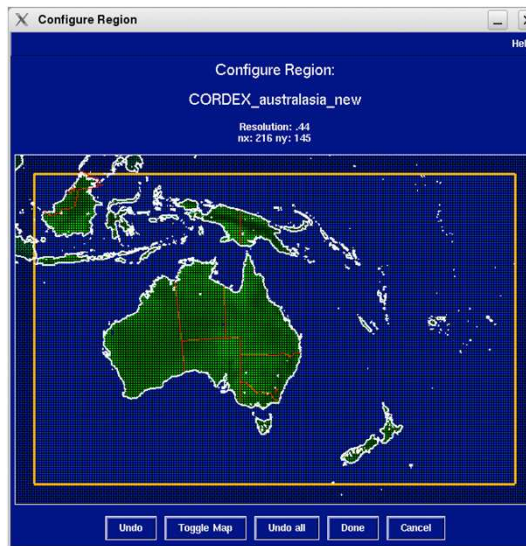 Configure Region
Hel
Configure Region:
CORDEX_australasia_new
Resolution: .44
nx: 216 ny: 145
Undo
Toggle Map
Undo all
Done
Cancel